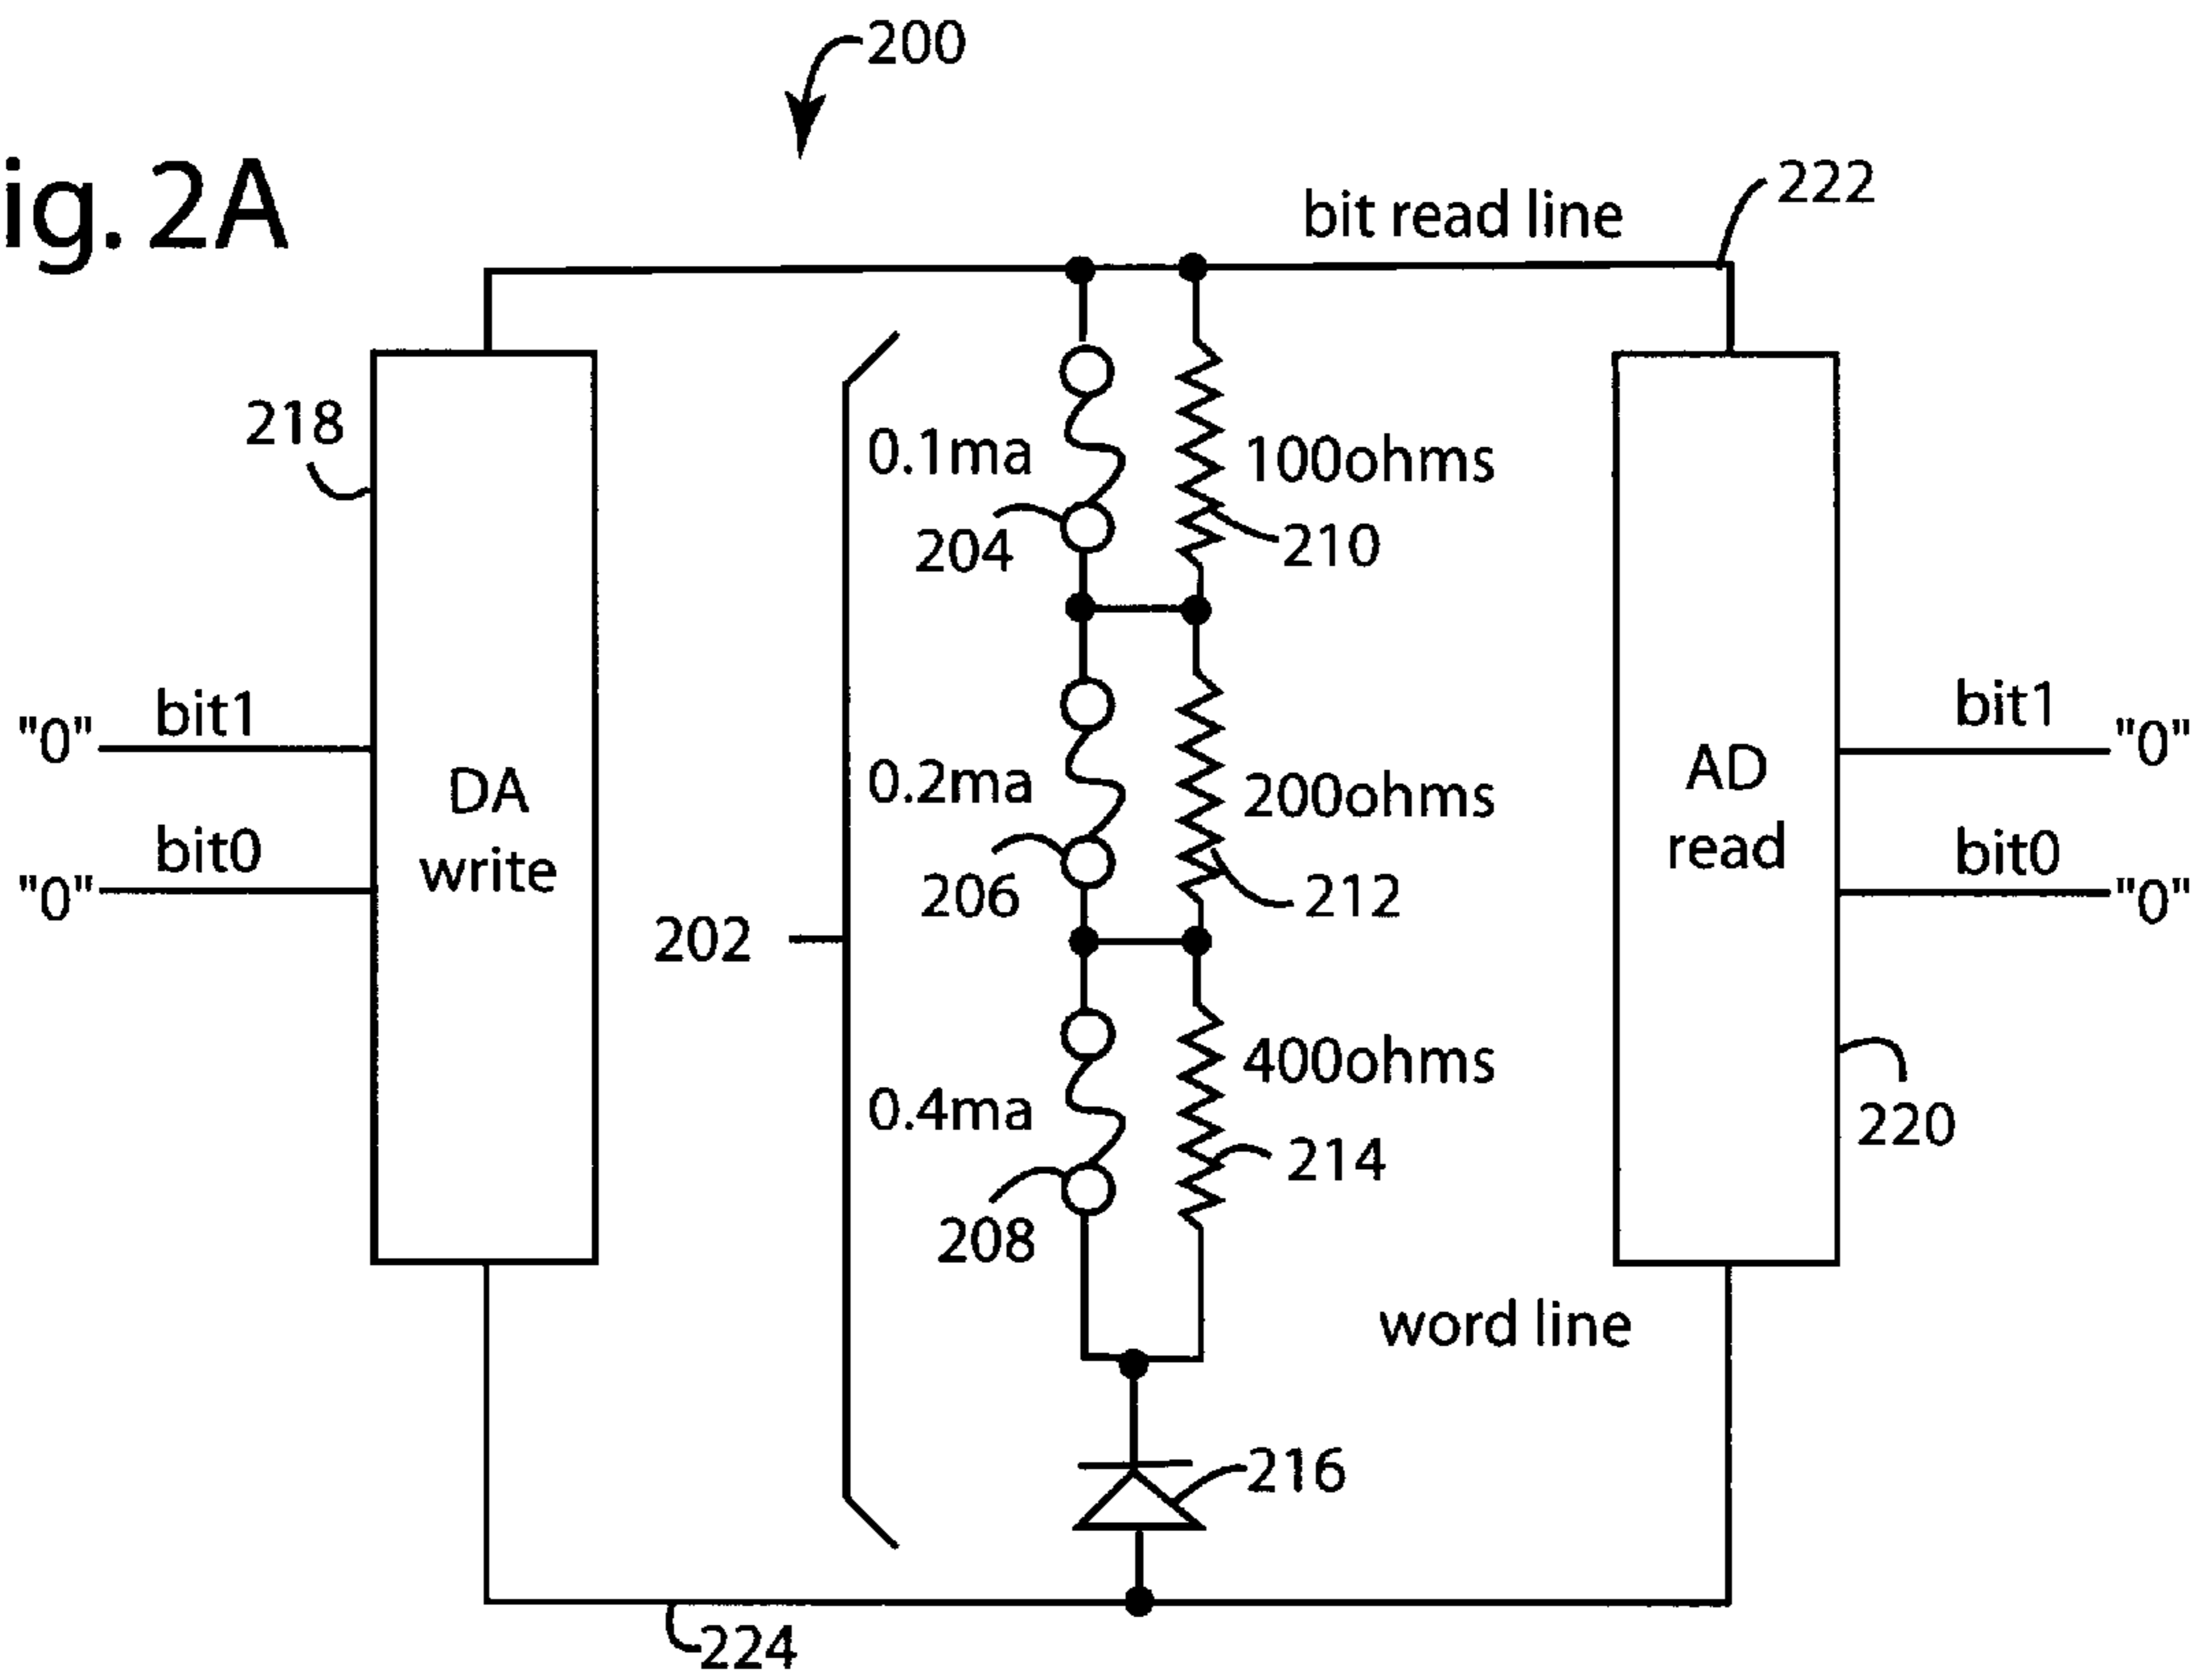 200
ig. 2A
222
bit read line
218
0.1ma
100ohms
204
210
bit1
"0"
DA
write
bit0
"0"
0.2ma
200ohms
206
212
202
AD
read
bit1
"0"
bit0
"0"
0.4ma
400ohms
208
214
220
word line
216
224